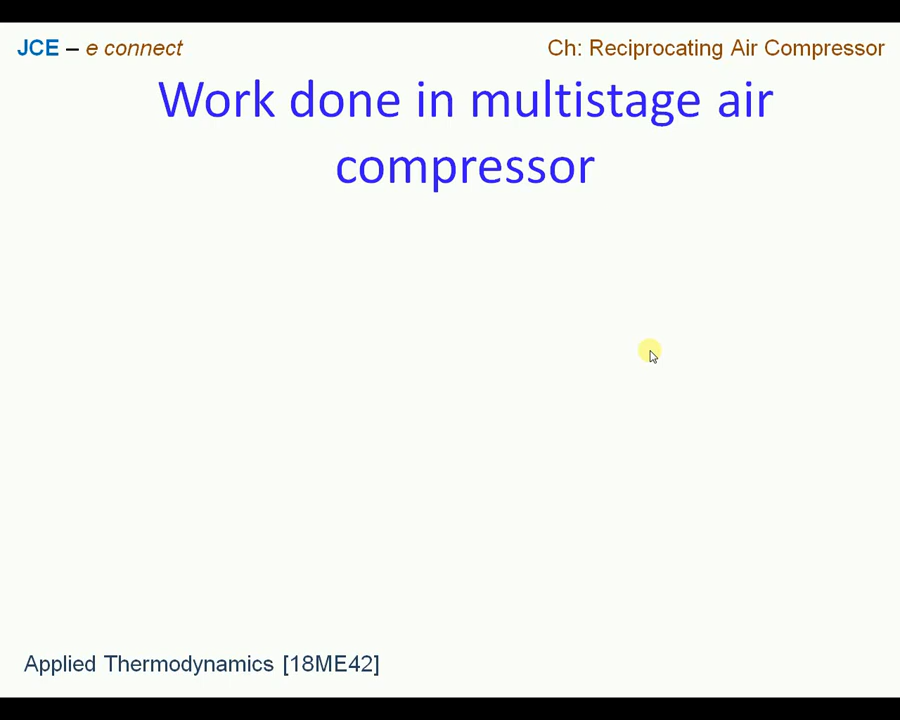 JCE – e connect
Ch: Reciprocating Air Compressor
Work done in multistage air
compressor
Applied Thermodynamics [18ME42]